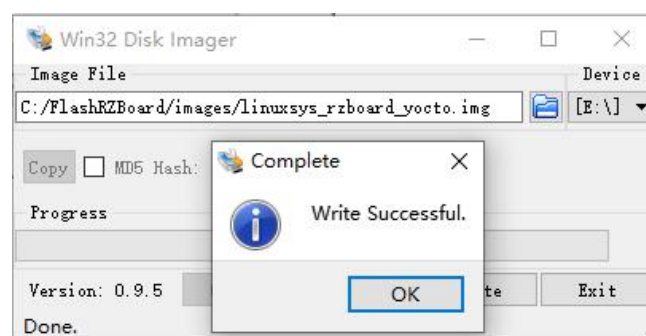 Win32 Disk Imager
Image File
Device
C:/FlashRZBoard/images/linuxsys_rzboard_yocto.img
[E:\]
Copy
MD5 Hash:
Complete
Progress
Write Successful.
Version: 0.9.5
OK
te
Exit
Done.